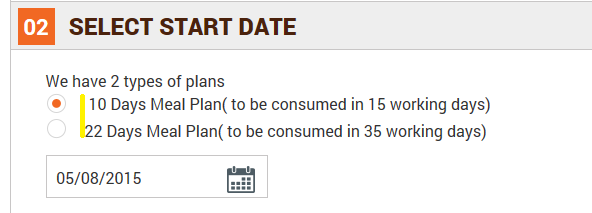 02 SELECT START DATE
We have 2 types of plans
10 Days Meal Plan( to be consumed in 15 working days)
22 Days Meal Plan( to be consumed in 35 working days)
05/08/2015